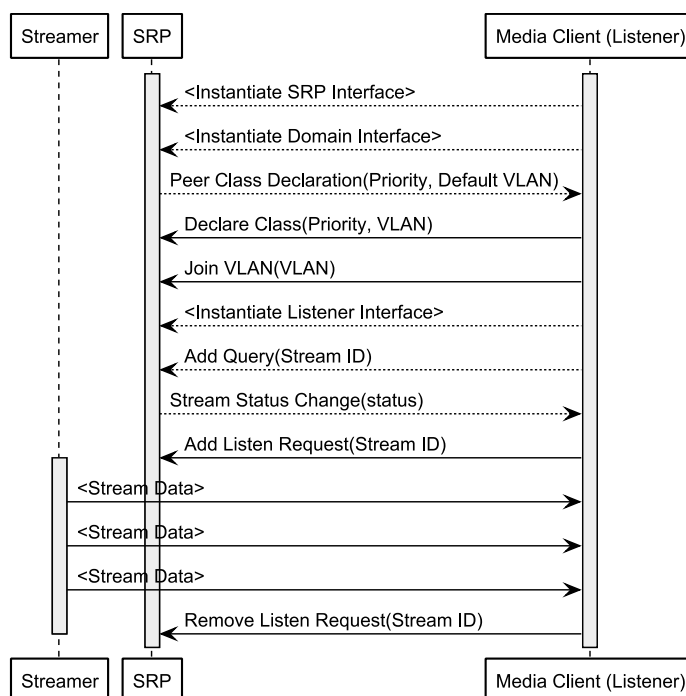 Streamer
SRP
Media Client (Listener)
<Instantiate SRP Interface>
<Instantiate Domain Interface>
Peer Class Declaration(Priority, Default VLAN)
Declare Class(Priority, VLAN)
Join VLAN(VLAN)
<Instantiate Listener Interface>
Add Query(Stream ID)
Stream Status Change(status)
Add Listen Request(Stream ID)
<Stream Data>
<Stream Data>
<Stream Data>
Remove Listen Request(Stream ID)
Streamer
SRP
Media Client (Listener)